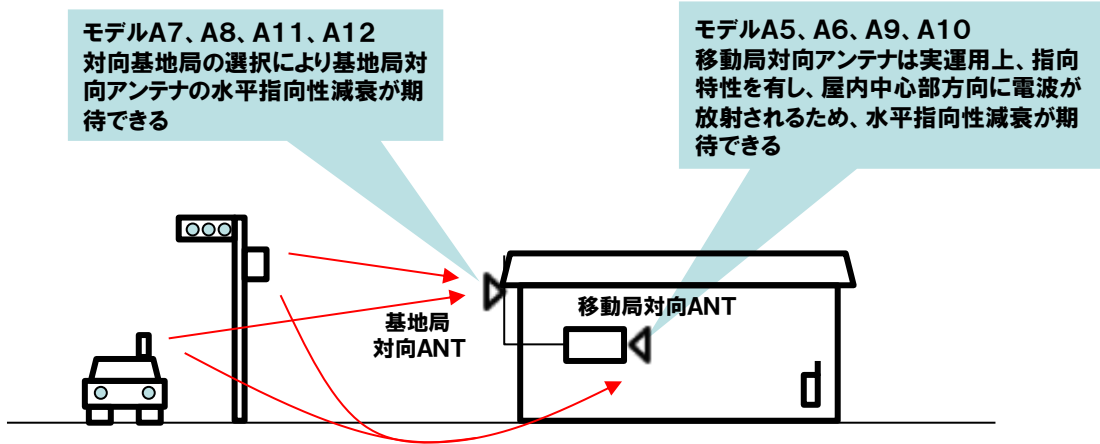 モデルA7、A8、A11、A12
対向基地局の選択により基地局対
向アンテナの水平指向性減衰が期
待できる
モデルA5、A6、A9、A10
移動局対向アンテナは実運用上、指向
特性を有し、屋内中心部方向に電波が
放射されるため、水平指向性減衰が期
待できる
基地局
対向ANT
移動局対向ANT